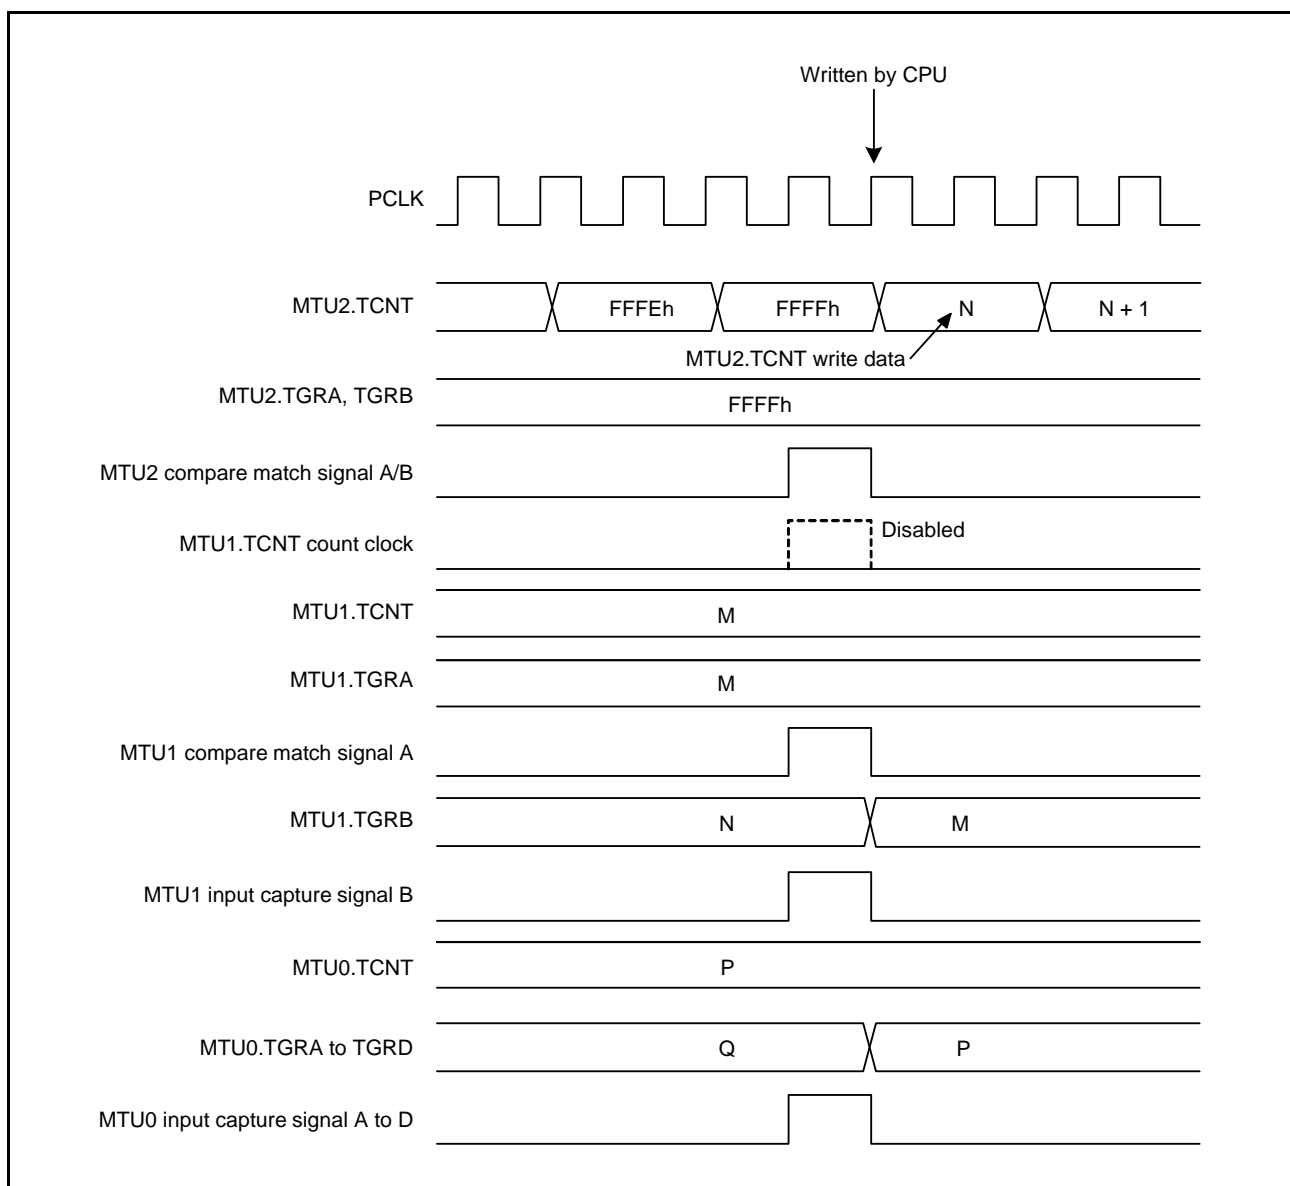 Written by CPU
PCLK
MTU2.TCNT FFFEh FFFFh N N + 1
MTU2.TCNT write data
MTU2.TGRA, TGRB FFFFh
MTU2 compare match signal A/B
MTU1.TCNT count clock Disabled
MTU1.TCNT M
MTU1.TGRA M
MTU1 compare match signal A
MTU1.TGRB N M
MTU1 input capture signal B
MTU0.TCNT P
MTU0.TGRA to TGRD Q P
MTU0 input capture signal A to D